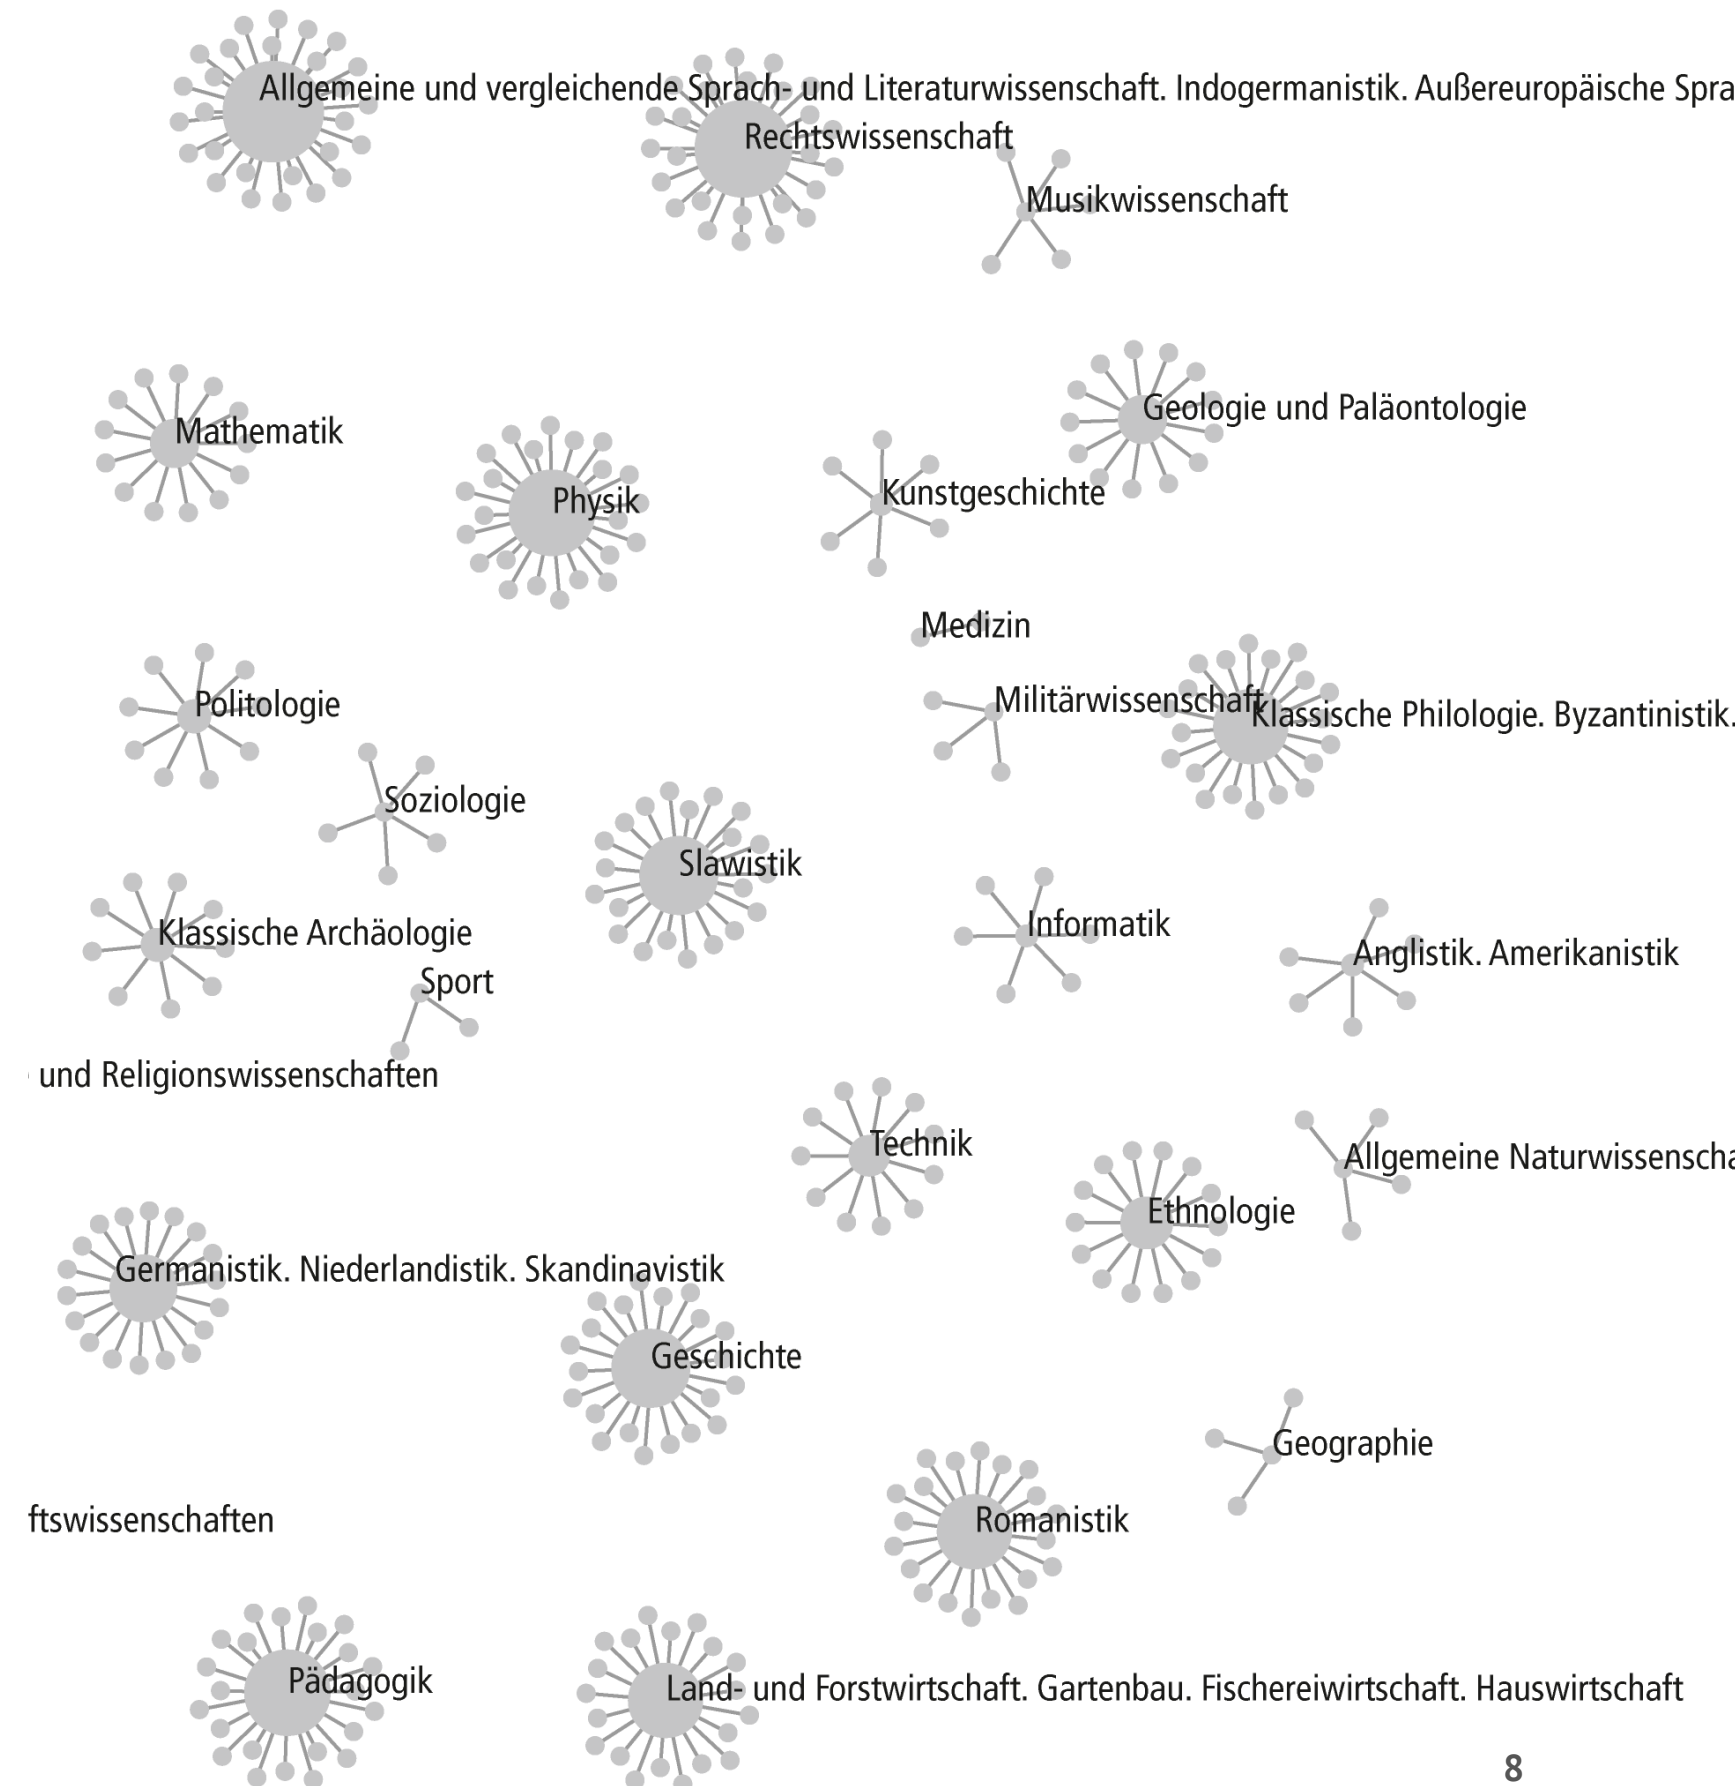 Allgemeine und vergleichende Sprach- und Literaturwissenschaft. Indogermanistik. Außereuropäische Spra
Rechtswissenschaft
Musikwissenschaft
Geologie und Paläontologie
Mathematik
Kunstgeschichte
Physik
Medizin
Militärwissenschaft
Politologie
Klassische Philologie. Byzantinistik.
Soziologie
Slawistik
Informatik
Klassische Archäologie
Anglistik. Amerikanistik
Sport
und Religionswissenschaften
Technik
Allgemeine Naturwissenscha
Ethnologie
Germanistik. Niederlandistik. Skandinavistik
Geschichte
Geographie
ftswissenschaften
Romanistik
Pädagogik
Land- und Forstwirtschaft. Gartenbau. Fischereiwirtschaft. Hauswirtschaft
8